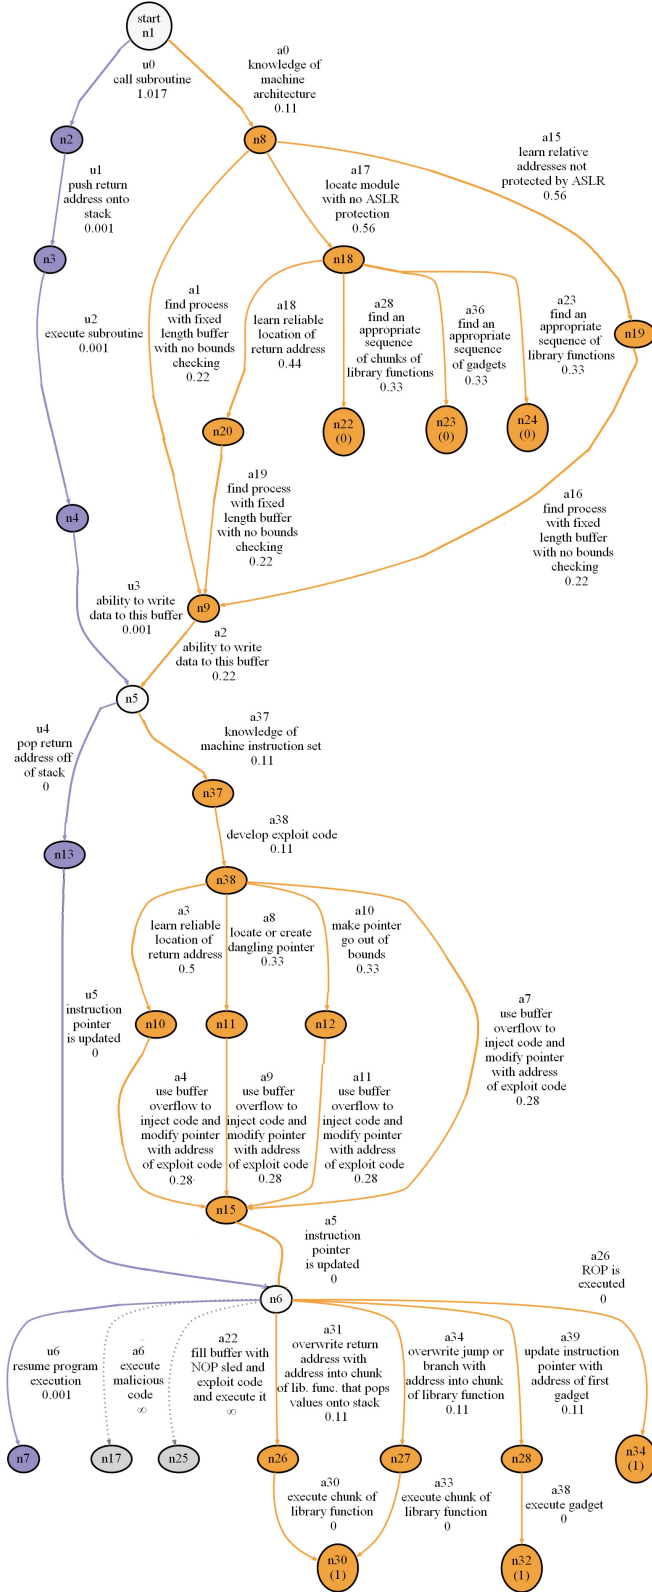 start
n1
u0
call subroutine
1.017
a0
knowledge of
machine
architecture
0.11
n2
n8
u1
push return
address onto
stack
0.001
a17
locate module
with no ASLR
protection
0.56
a15
learn relative
addresses not
protected by ASLR
0.56
n3
n18
n19
u2
execute subroutine
0.001
a1
find process
with fixed
length buffer
with no bounds
checking
0.22
a18
learn reliable
location of
return address
0.44
a28
find an
appropriate
sequence
of chunks of
library functions
0.33
a36
find an
appropriate
sequence
of gadgets
0.33
a23
find an
appropriate
sequence of
library functions
0.33
n20
n22
(0)
n23
(0)
n24
(0)
n4
a19
find process
with fixed
length buffer
with no bounds
checking
0.22
a16
find process
with fixed
length buffer
with no bounds
checking
0.22
u3
ability to write
data to this buffer
0.001
n9
a2
ability to write
data to this buffer
0.22
n5
u4
pop return
address off
of stack
0
a37
knowledge of
machine instruction set
0.11
n37
a38
develop exploit code
0.11
n13
n38
a3
learn reliable
location of
return address
0.5
a8
locate or create
dangling pointer
0.33
a10
make pointer
go out of
bounds
0.33
a7
use buffer
overflow to
inject code and
modify pointer
with address
of exploit code
0.28
u5
instruction
pointer
is updated
0
n10
n11
n12
a4
use buffer
overflow to
inject code and
modify pointer
with address
of exploit code
0.28
a9
use buffer
overflow to
inject code and
modify pointer
with address
of exploit code
0.28
a11
use buffer
overflow to
inject code and
modify pointer
with address
of exploit code
0.28
n15
a5
instruction
pointer
is updated
0
a26
ROP is
executed
0
n6
u6
resume program
execution
0.001
a6
execute
malicious
code
∞
a22
fill buffer with
NOP sled and
exploit code
and execute it
∞
a31
overwrite return
address with
address into chunk
of lib. func. that pops
values onto stack
0.11
a34
overwrite jump or
branch with
address into chunk
of library function
0.11
a39
update instruction
pointer with
address of first
gadget
0.11
n7
n17
n25
n26
n27
n28
n34
(1)
a30
execute chunk of
library function
0
a33
execute chunk of
library function
0
a38
execute gadget
0
n30
(1)
n32
(1)